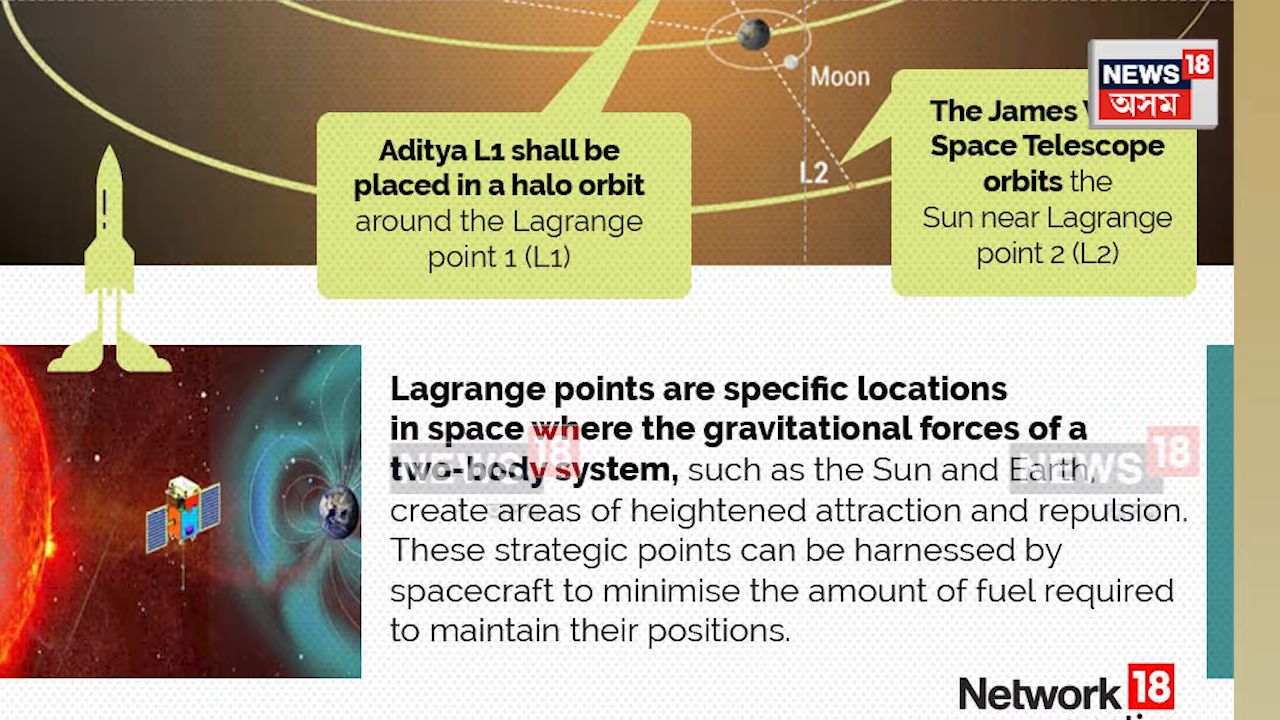 NEWS 18
অসম
Moon
L2
Aditya L1 shall be
placed in a halo orbit
around the Lagrange
point 1 (L1)
The James
Space Telescope
orbits the
Sun near Lagrange
point 2 (L2)
Lagrange points are specific locations
in space where the gravitational forces of a
two-body system, such as the Sun and Earth,
create areas of heightened attraction and repulsion.
These strategic points can be harnessed by
spacecraft to minimise the amount of fuel required
to maintain their positions.
NEWS 18
NEWS 18
Network 18